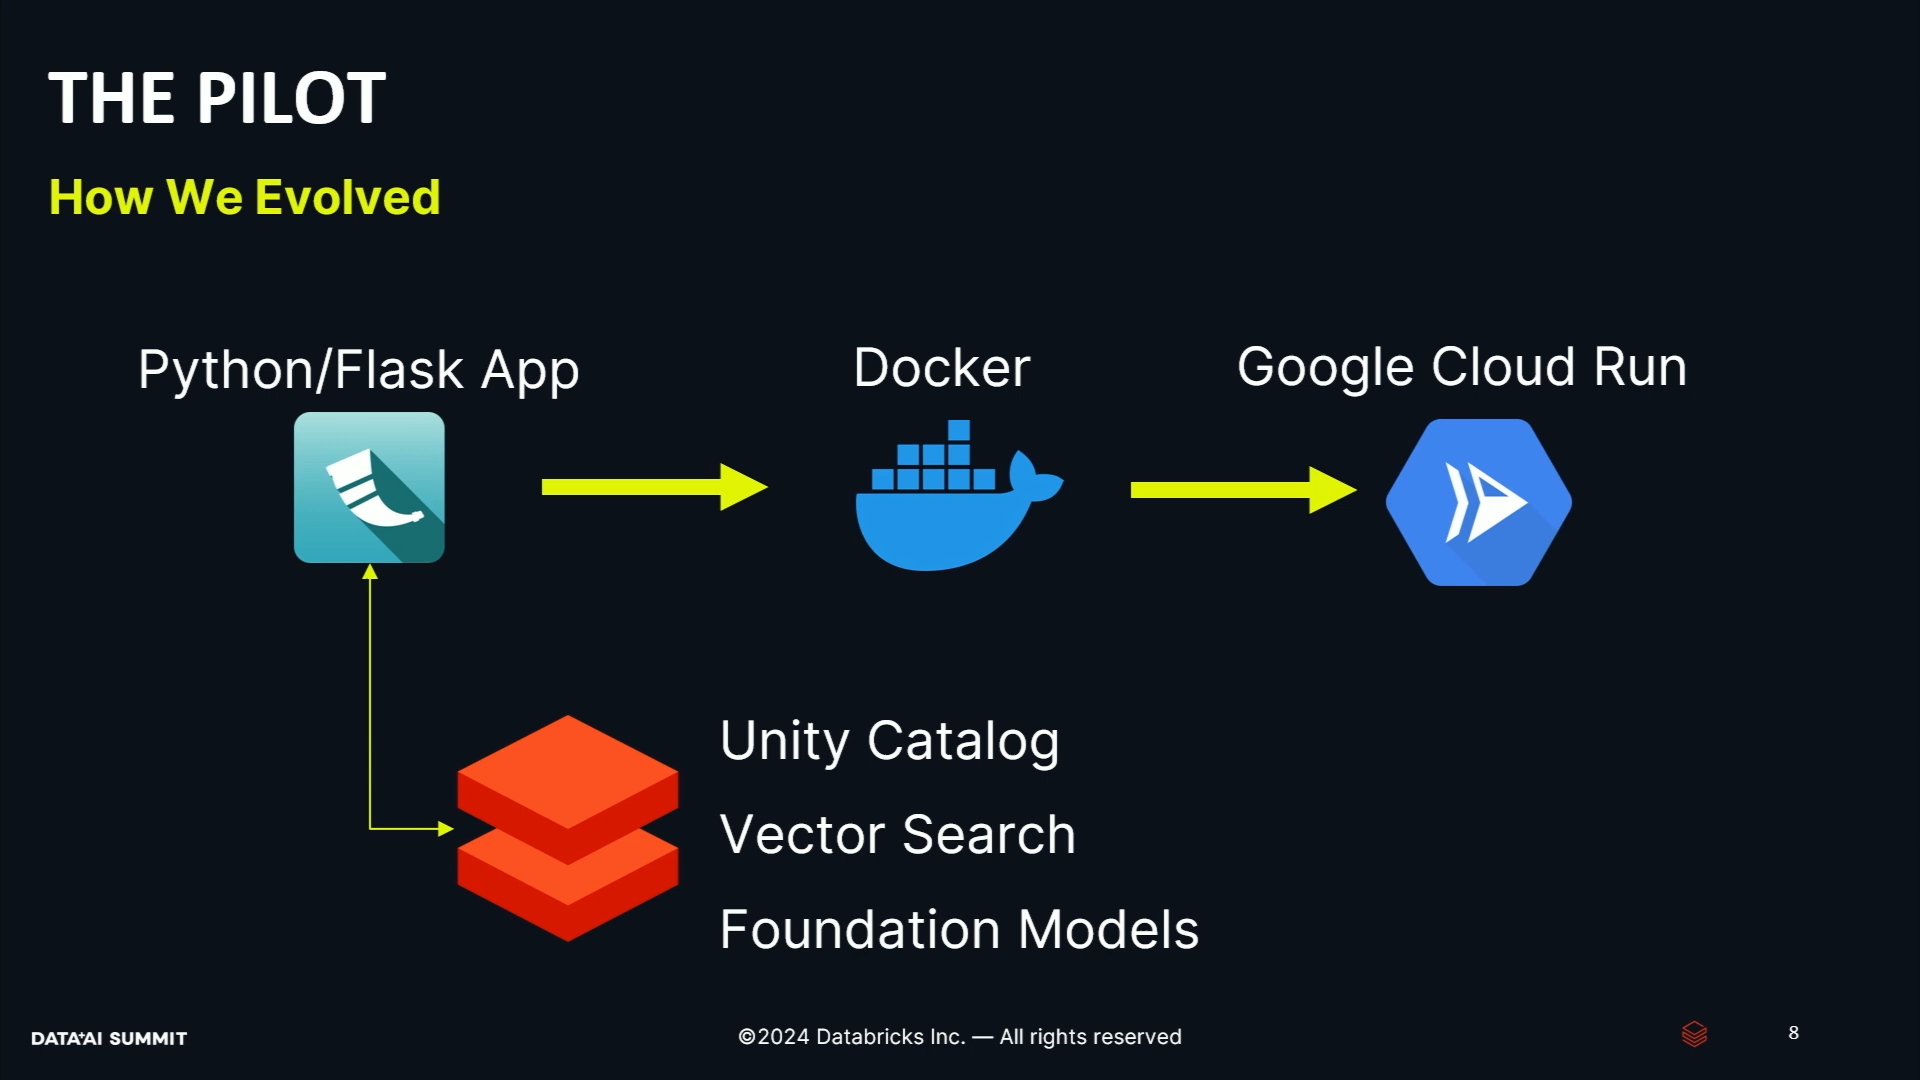 THE PILOT
How We Evolved
Python/Flask App
Docker
Google Cloud Run
Unity Catalog
Vector Search
Foundation Models
DATA+AI SUMMIT
©2024 Databricks Inc. — All rights reserved
8